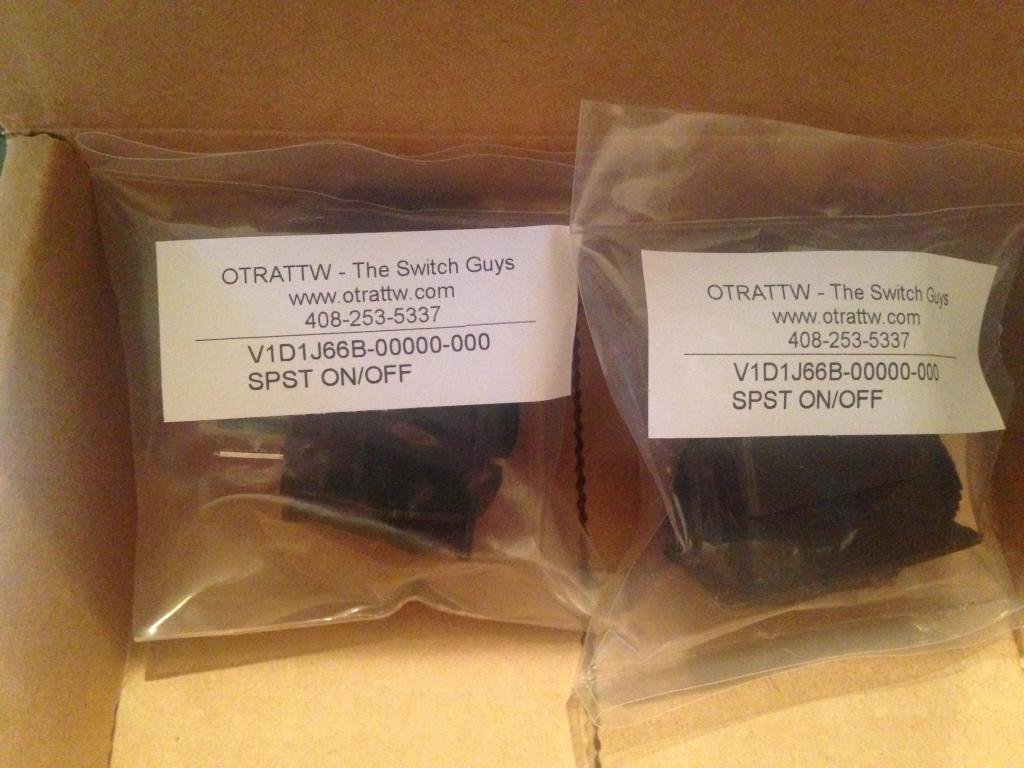 OTRATTW - The Switch Guys
www.otrattw.com
408-253-5337
V1D1J66B-00000-000
SPST ON/OFF
OTRATTW - The Switch Guys
www.otrattw.com
408-253-5337
V1D1J66B-00000-000
SPST ON/OFF